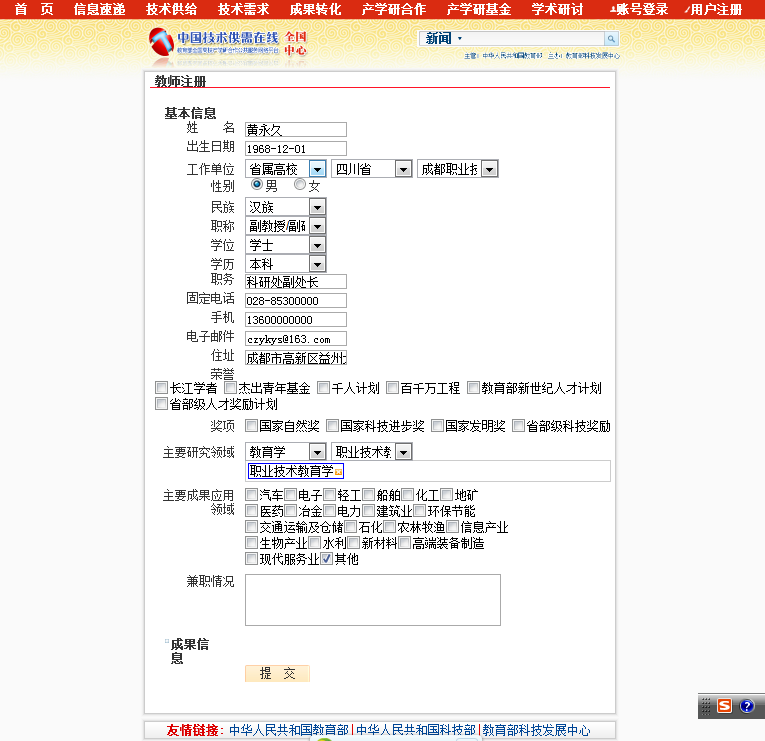 首 页 信息速递 技术供给 技术需求 成果转化 产学研合作 产学研基金 学术研讨 账号登录 用户注册
中国技术供需在线 全国中心
新闻
主管：中华人民共和国教育部 主办：教育部科技发展中心
教师注册
基本信息
姓 名 黄永久
出生日期 1968-12-01
工作单位 省属高校 四川省 成都职业技
性别 男 女
民族 汉族
职称 副教授/副研
学位 学士
学历 本科
职务 科研处副处长
固定电话 028-85300000
手机 13600000000
电子邮件 czykys@163.com
住址 成都市高新区益州大
荣誉
长江学者 杰出青年基金 千人计划 百千万工程 教育部新世纪人才计划
省部级人才奖励计划
奖项 国家自然奖 国家科技进步奖 国家发明奖 省部级科技奖励
主要研究领域 教育学 职业技术教
职业技术教育学
主要成果应用 汽车 电子 轻工 船舶 化工 地矿
领域 医药 冶金 电力 建筑业 环保节能
交通运输及仓储 石化 农林牧渔 信息产业
生物产业 水利 新材料 高端装备制造
现代服务业 其他
兼职情况
成果信
息
提 交
S ?
友情链接：中华人民共和国教育部 | 中华人民共和国科技部 | 教育部科技发展中心